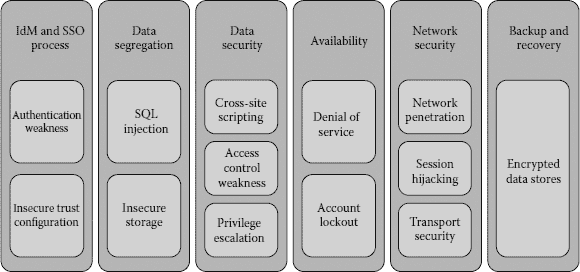 IdM and SSO
process
Authentication
weakness
Insecure trust
configuration
Data
segregation
SQL
injection
Insecure
storage
Data
security
Cross-site
scripting
Access
control
weakness
Privilege
escalation
Availability
Denial of
service
Account
lockout
Network
security
Network
penetration
Session
hijacking
Transport
security
Backup and
recovery
Encrypted
data stores